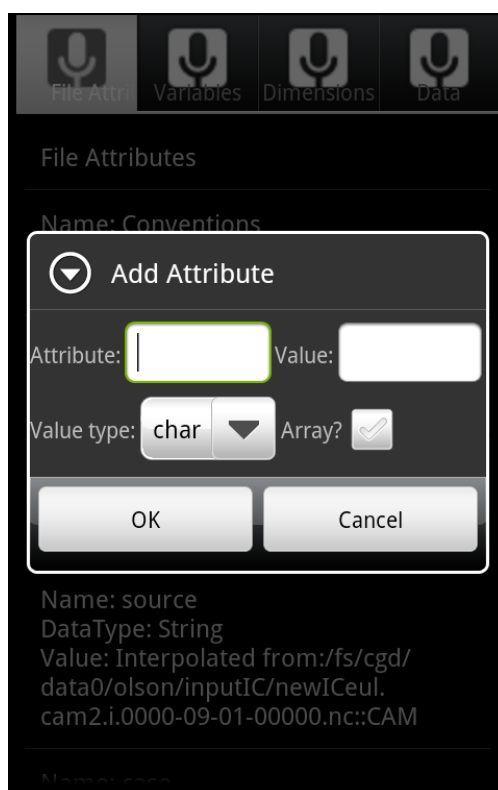 File Attri
Variables
Dimensions
Data
File Attributes
Name: Conventions
Add Attribute
Attribute:
Value:
Value type:
char
Array?
OK
Cancel
Name: source
DataType: String
Value: Interpolated from:/fs/cgd/
data0/olson/inputIC/newICeul.
cam2.i.0000-09-01-00000.nc::CAM
Name: case